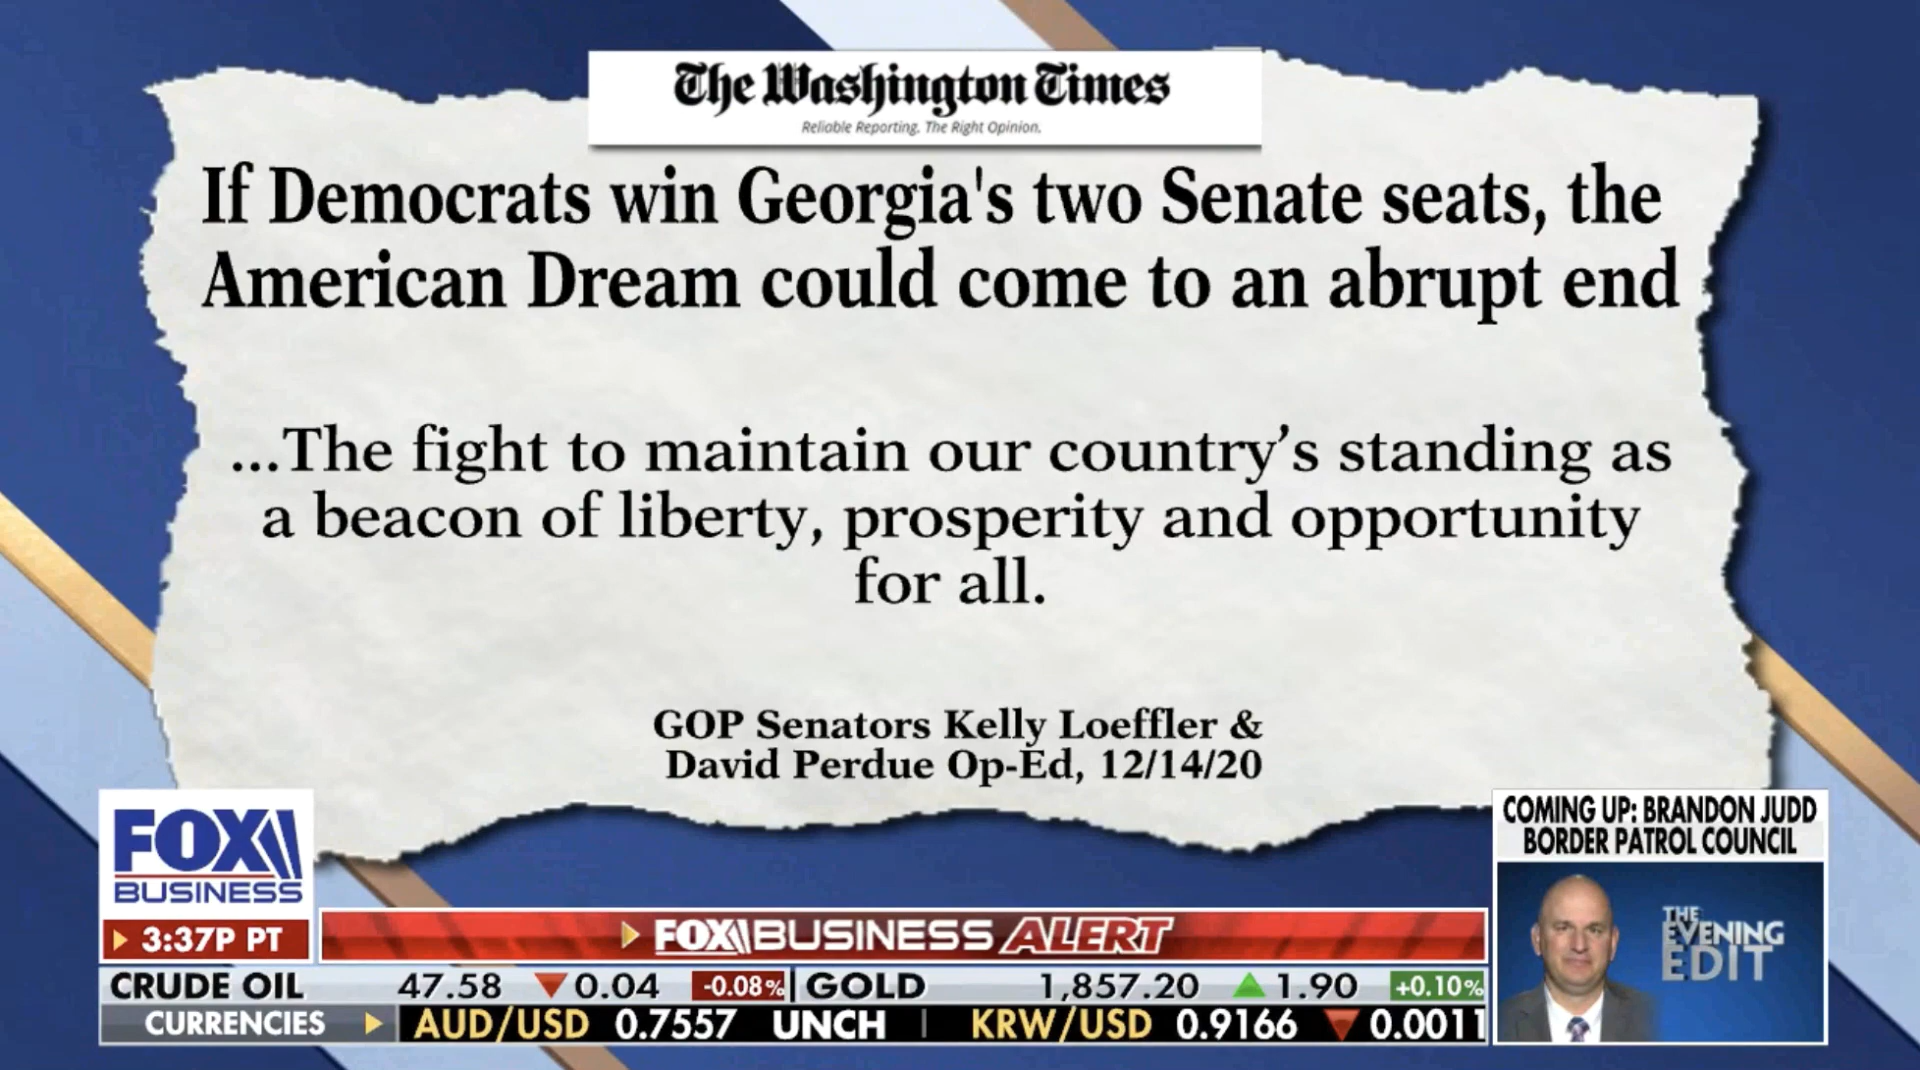 The Washington Times
Reliable Reporting. The Right Opinion.
If Democrats win Georgia's two Senate seats, the
American Dream could come to an abrupt end
...The fight to maintain our country’s standing as
a beacon of liberty, prosperity and opportunity
for all.
GOP Senators Kelly Loeffler &
David Perdue Op-Ed, 12/14/20
FOX
BUSINESS
3:37P PT
FOX BUSINESS ALERT
COMING UP: BRANDON JUDD
BORDER PATROL COUNCIL
THE
EVENING
EDIT
CRUDE OIL 47.58 ▼ 0.04 -0.08% GOLD 1,857.20 ▲ 1.90 +0.10%
CURRENCIES AUD/USD 0.7557 UNCH | KRW/USD 0.9166 ▼ 0.0011